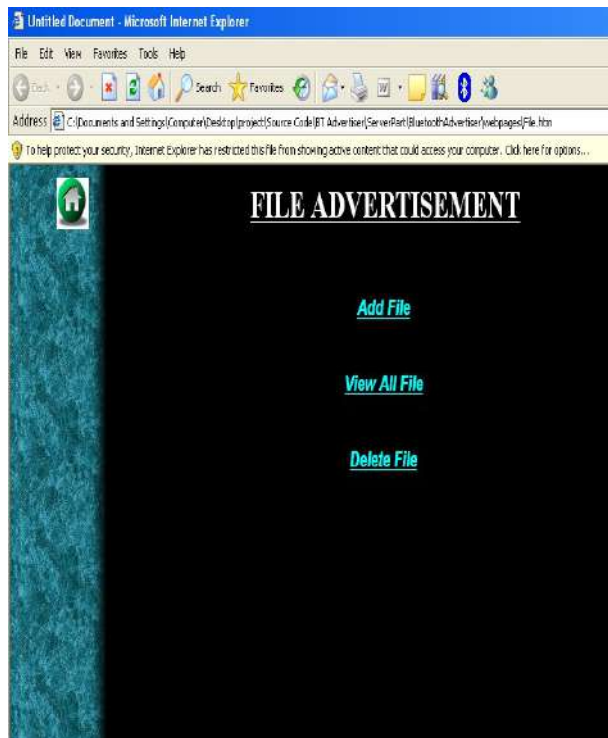 Untitled Document - Microsoft Internet Explorer
File Edit View Favorites Tools Help
Back Search Favorites
Address C:\Documents and Settings\Computer\Desktop\project\Source Code\BT Advertiser\ServerPart\BluetoothAdvertiser\webpages\File.htm
To help protect your security, Internet Explorer has restricted this file from showing active content that could access your computer. Click here for options...
FILE ADVERTISEMENT
Add File
View All File
Delete File